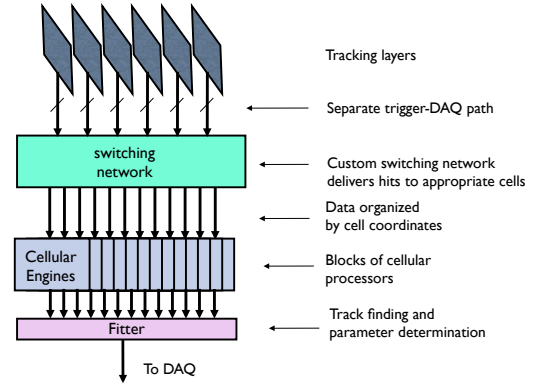 Tracking layers
Separate trigger-DAQ path
switching
network
Custom switching network
delivers hits to appropriate cells
Data organized
by cell coordinates
Cellular
Engines
Blocks of cellular
processors
Fitter
Track finding and
parameter determination
To DAQ